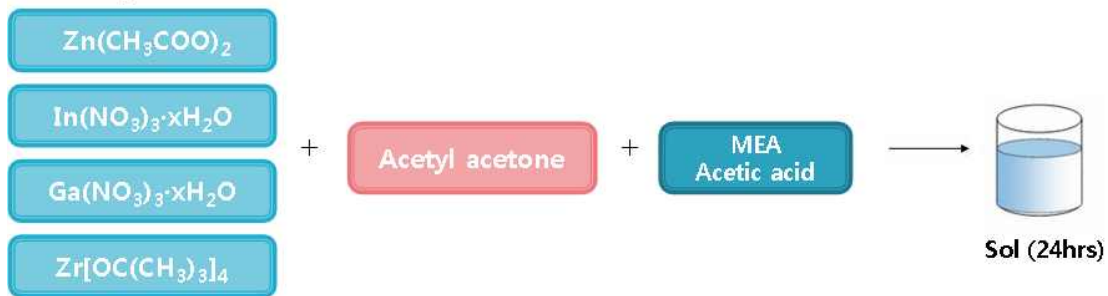 Zn(CH₃COO)₂
In(NO₃)₃·xH₂O
Ga(NO₃)₃·xH₂O
Zr[OC(CH₃)₃]₄
+
Acetyl acetone
+
MEA
Acetic acid
Sol (24hrs)